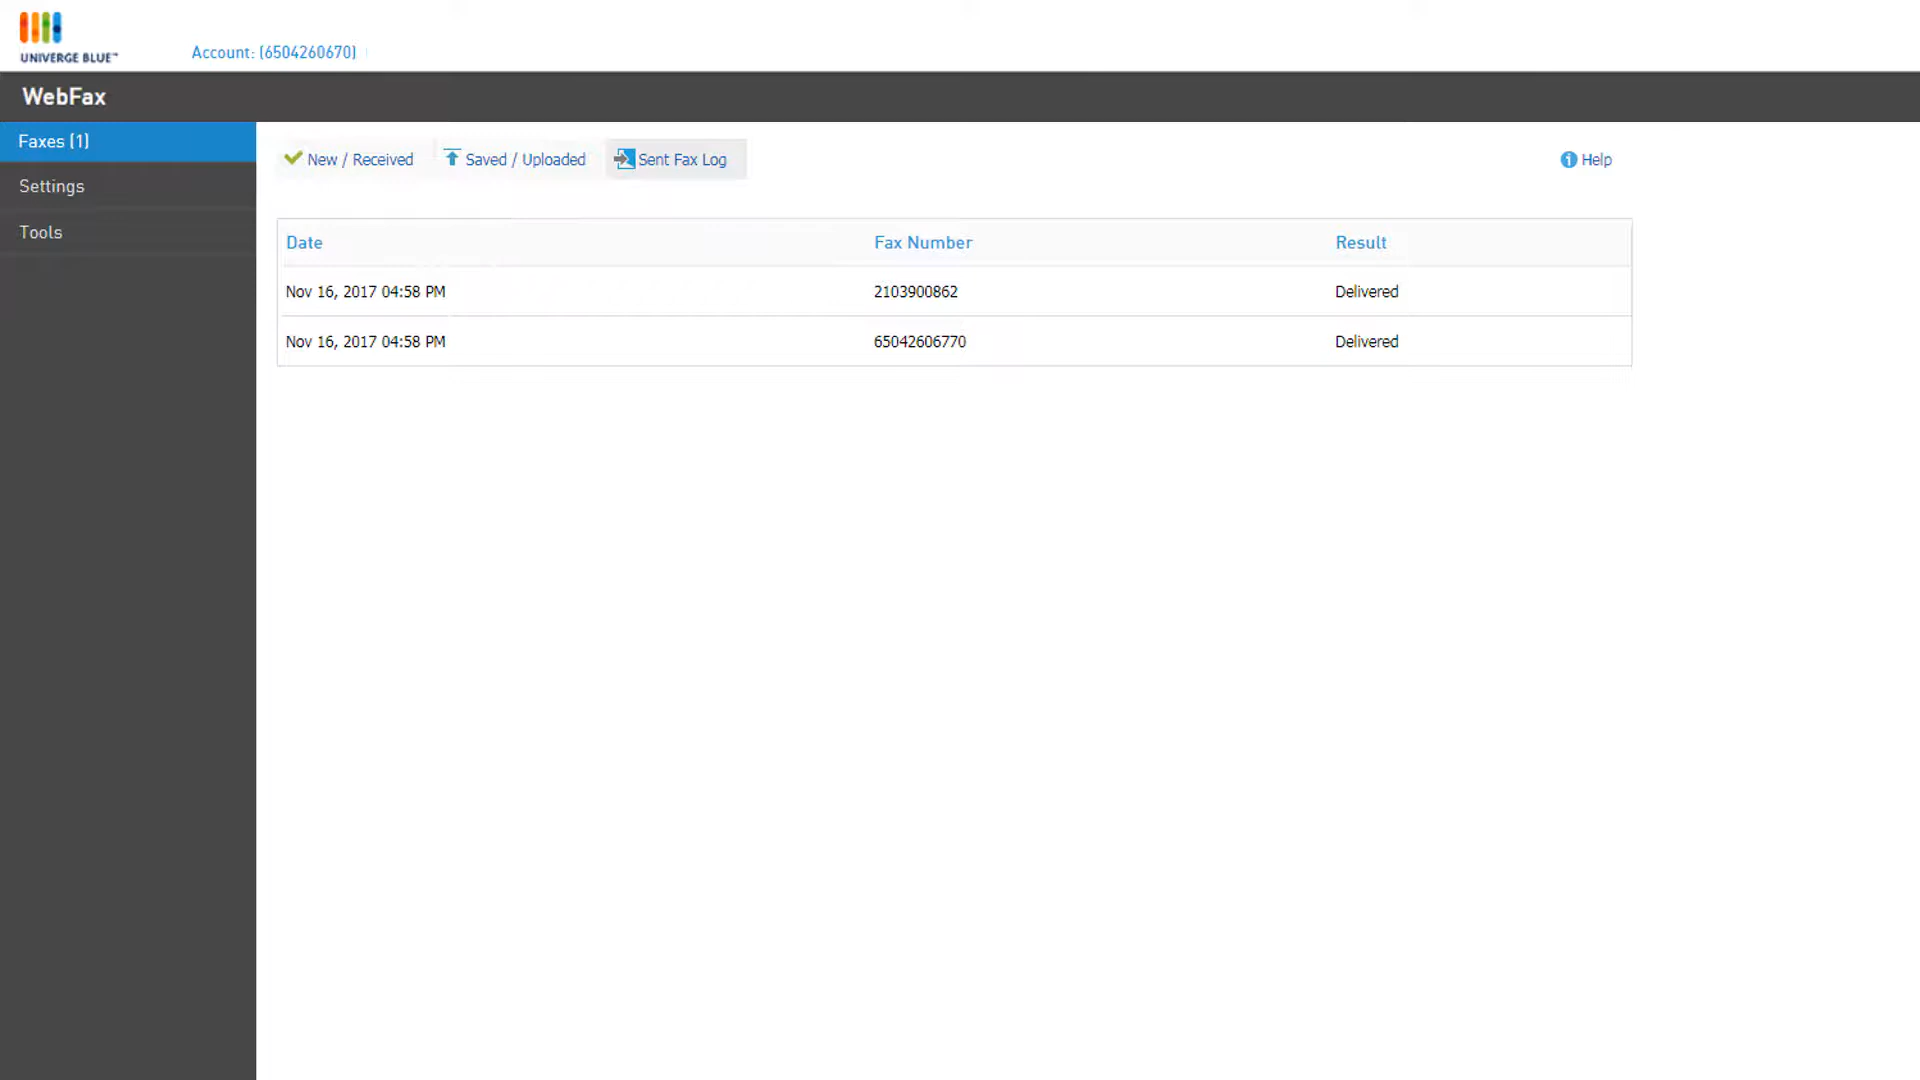 UNIVERGE BLUE™
Account: (6504260670)
WebFax
Faxes (1)
Settings
Tools
New / Received
Saved / Uploaded
Sent Fax Log
Help
Date Fax Number Result
Nov 16, 2017 04:58 PM 2103900862 Delivered
Nov 16, 2017 04:58 PM 65042606770 Delivered